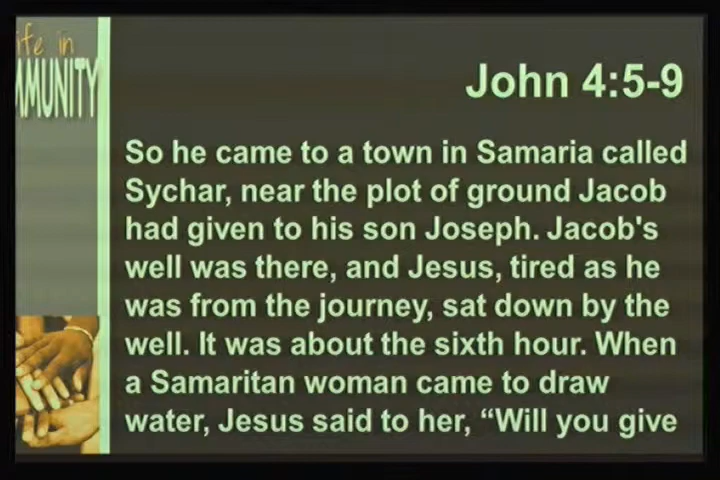 ife in
MMUNITY
John 4:5-9
So he came to a town in Samaria called
Sychar, near the plot of ground Jacob
had given to his son Joseph. Jacob's
well was there, and Jesus, tired as he
was from the journey, sat down by the
well. It was about the sixth hour. When
a Samaritan woman came to draw
water, Jesus said to her, “Will you give